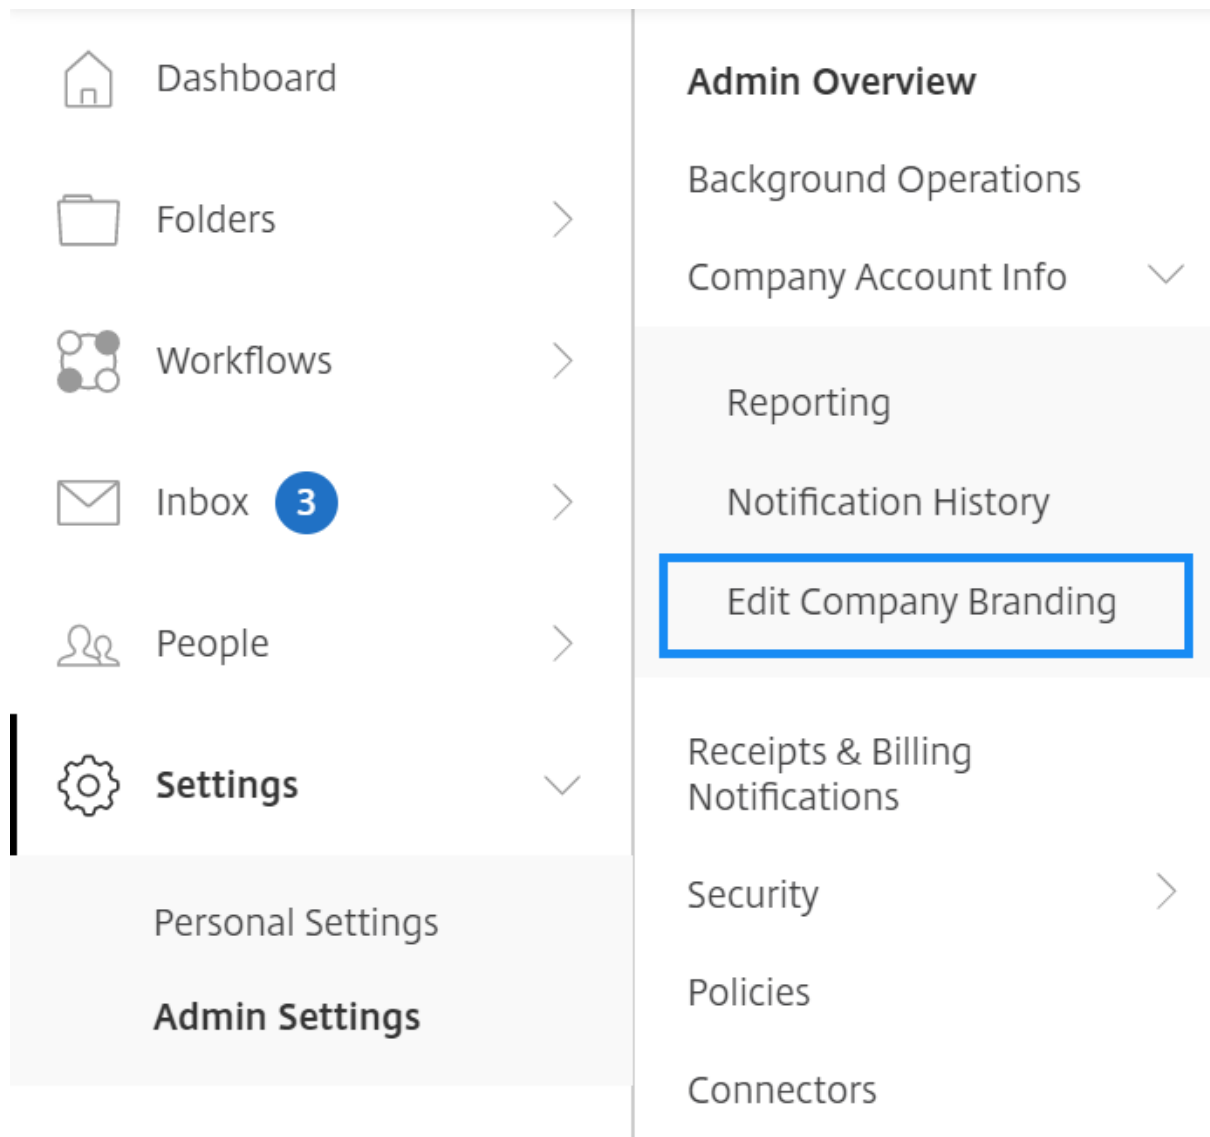 Dashboard
Folders
Workflows
Inbox 3
People
Settings
Personal Settings
Admin Settings
Admin Overview
Background Operations
Company Account Info
Reporting
Notification History
Edit Company Branding
Receipts & Billing
Notifications
Security
Policies
Connectors